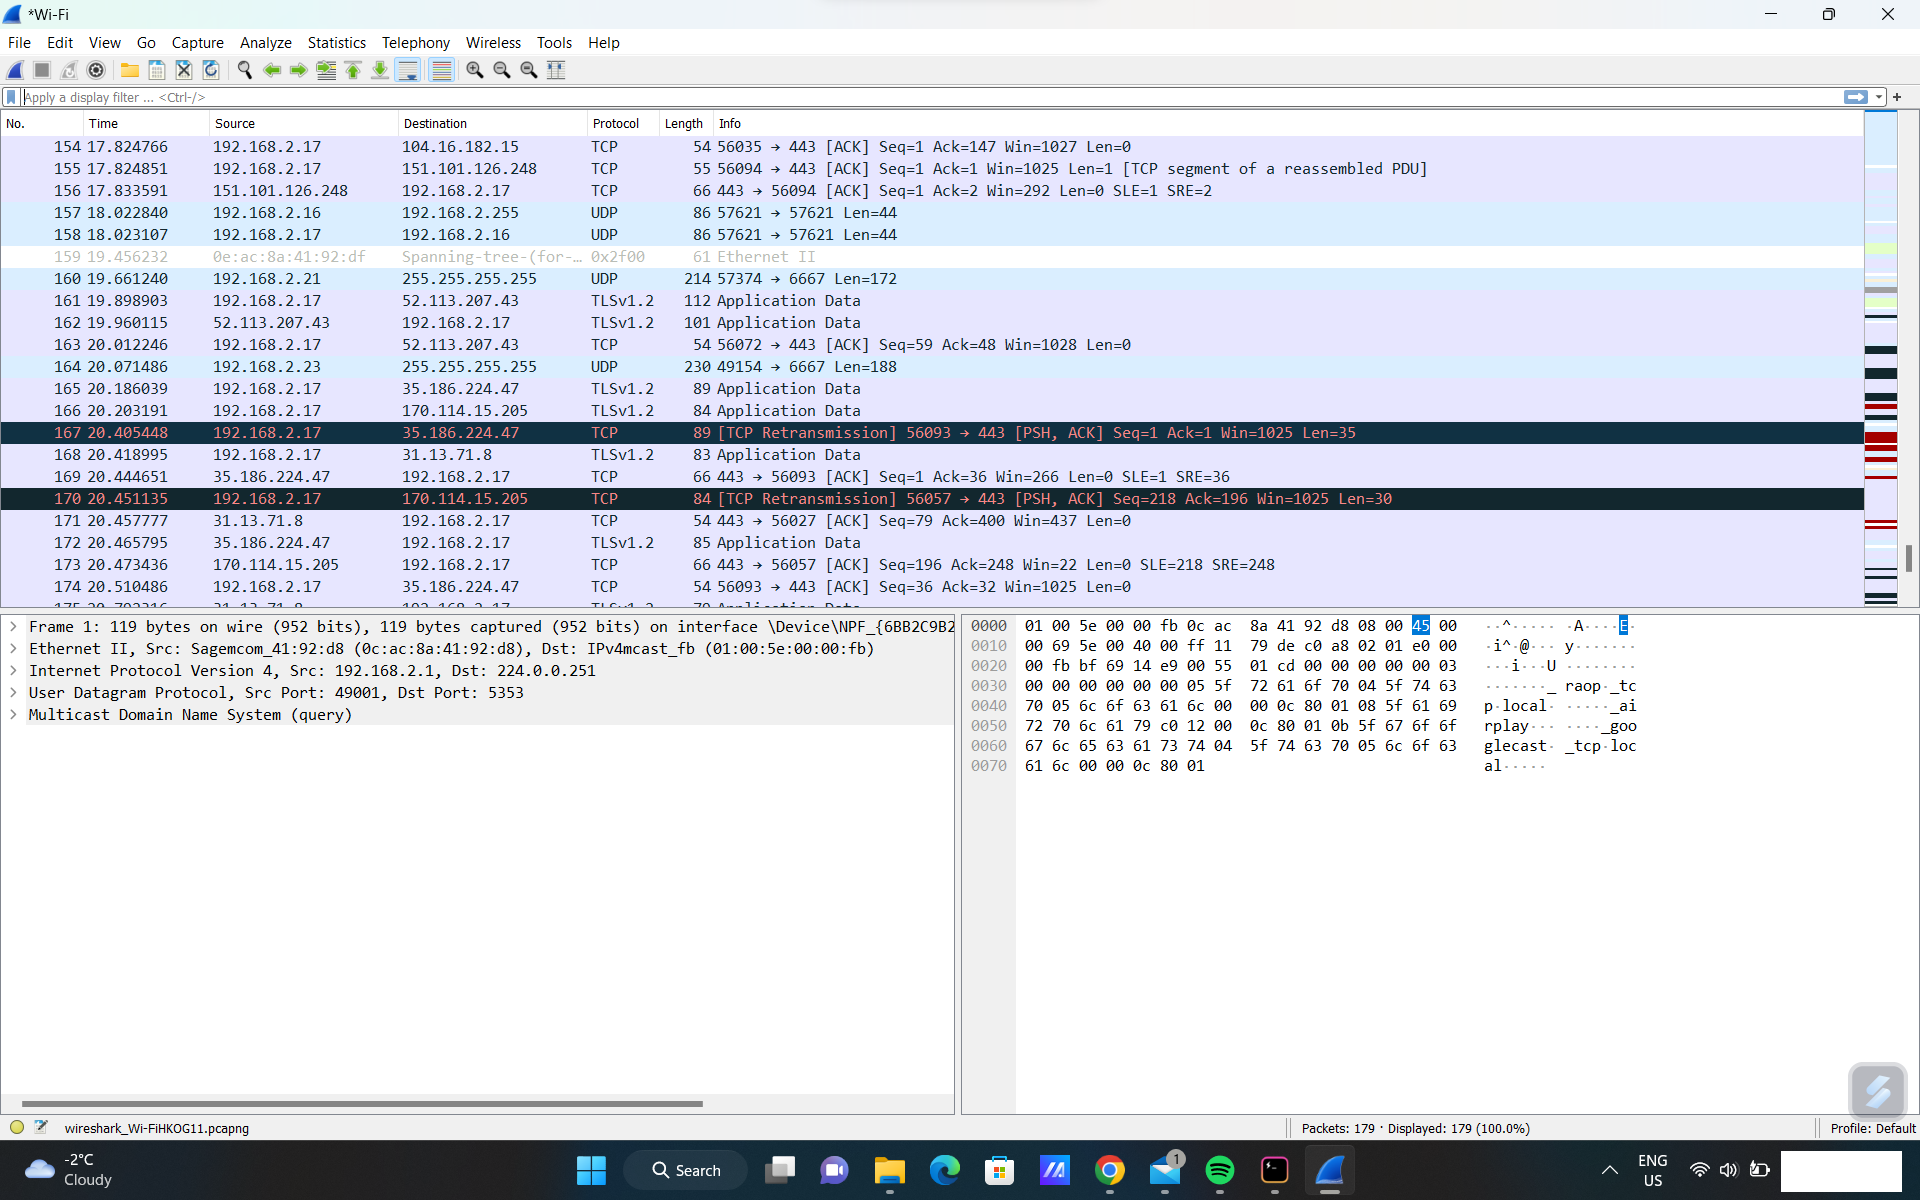 *Wi-Fi
File Edit View Go Capture Analyze Statistics Telephony Wireless Tools Help
Apply a display filter ... <Ctrl-/>
No. Time Source Destination Protocol Length Info
154 17.824766 192.168.2.17 104.16.182.15 TCP 54 56035 → 443 [ACK] Seq=1 Ack=147 Win=1027 Len=0
155 17.824851 192.168.2.17 151.101.126.248 TCP 55 56094 → 443 [ACK] Seq=1 Ack=1 Win=1025 Len=1 [TCP segment of a reassembled PDU]
156 17.833591 151.101.126.248 192.168.2.17 TCP 66 443 → 56094 [ACK] Seq=1 Ack=2 Win=292 Len=0 SLE=1 SRE=2
157 18.022840 192.168.2.16 192.168.2.255 UDP 86 57621 → 57621 Len=44
158 18.023107 192.168.2.17 192.168.2.16 UDP 86 57621 → 57621 Len=44
159 19.456232 0e:ac:8a:41:92:df Spanning-tree-(for-… 0x2f00 61 Ethernet II
160 19.661240 192.168.2.21 255.255.255.255 UDP 214 57374 → 6667 Len=172
161 19.898903 192.168.2.17 52.113.207.43 TLSv1.2 112 Application Data
162 19.960115 52.113.207.43 192.168.2.17 TLSv1.2 101 Application Data
163 20.012246 192.168.2.17 52.113.207.43 TCP 54 56072 → 443 [ACK] Seq=59 Ack=48 Win=1028 Len=0
164 20.071486 192.168.2.23 255.255.255.255 UDP 230 49154 → 6667 Len=188
165 20.186039 192.168.2.17 35.186.224.47 TLSv1.2 89 Application Data
166 20.203191 192.168.2.17 170.114.15.205 TLSv1.2 84 Application Data
167 20.405448 192.168.2.17 35.186.224.47 TCP 89 [TCP Retransmission] 56093 → 443 [PSH, ACK] Seq=1 Ack=1 Win=1025 Len=35
168 20.418995 192.168.2.17 31.13.71.8 TLSv1.2 83 Application Data
169 20.444651 35.186.224.47 192.168.2.17 TCP 66 443 → 56093 [ACK] Seq=1 Ack=36 Win=266 Len=0 SLE=1 SRE=36
170 20.451135 192.168.2.17 170.114.15.205 TCP 84 [TCP Retransmission] 56057 → 443 [PSH, ACK] Seq=218 Ack=196 Win=1025 Len=30
171 20.457777 31.13.71.8 192.168.2.17 TCP 54 443 → 56027 [ACK] Seq=79 Ack=400 Win=437 Len=0
172 20.465795 35.186.224.47 192.168.2.17 TLSv1.2 85 Application Data
173 20.473436 170.114.15.205 192.168.2.17 TCP 66 443 → 56057 [ACK] Seq=196 Ack=248 Win=22 Len=0 SLE=218 SRE=248
174 20.510486 192.168.2.17 35.186.224.47 TCP 54 56093 → 443 [ACK] Seq=36 Ack=32 Win=1025 Len=0
Frame 1: 119 bytes on wire (952 bits), 119 bytes captured (952 bits) on interface \Device\NPF_{6BB2C9B2
Ethernet II, Src: Sagemcom_41:92:d8 (0c:ac:8a:41:92:d8), Dst: IPv4mcast_fb (01:00:5e:00:00:fb)
Internet Protocol Version 4, Src: 192.168.2.1, Dst: 224.0.0.251
User Datagram Protocol, Src Port: 49001, Dst Port: 5353
Multicast Domain Name System (query)
0000 01 00 5e 00 00 fb 0c ac 8a 41 92 d8 08 00 45 00 ··^····· ·A····E·
0010 00 69 5e 00 40 00 ff 11 79 de c0 a8 02 01 e0 00 ·i^·@··· y·······
0020 00 fb bf 69 14 e9 00 55 01 cd 00 00 00 00 00 03 ···i···U ········
0030 00 00 00 00 00 00 05 5f 72 61 6f 70 04 5f 74 63 ·······_ raop·_tc
0040 70 05 6c 6f 63 61 6c 00 00 0c 80 01 08 5f 61 69 p·local· ·····_ai
0050 72 70 6c 61 79 c0 12 00 0c 80 01 0b 5f 67 6f 6f rplay··· ····_goo
0060 67 6c 65 63 61 73 74 04 5f 74 63 70 05 6c 6f 63 glecast· _tcp·loc
0070 61 6c 00 00 0c 80 01 al·····
wireshark_Wi-FiHKOG11.pcapng
Packets: 179 · Displayed: 179 (100.0%)
Profile: Default
-2°C
Cloudy
Search
1
ENG
US